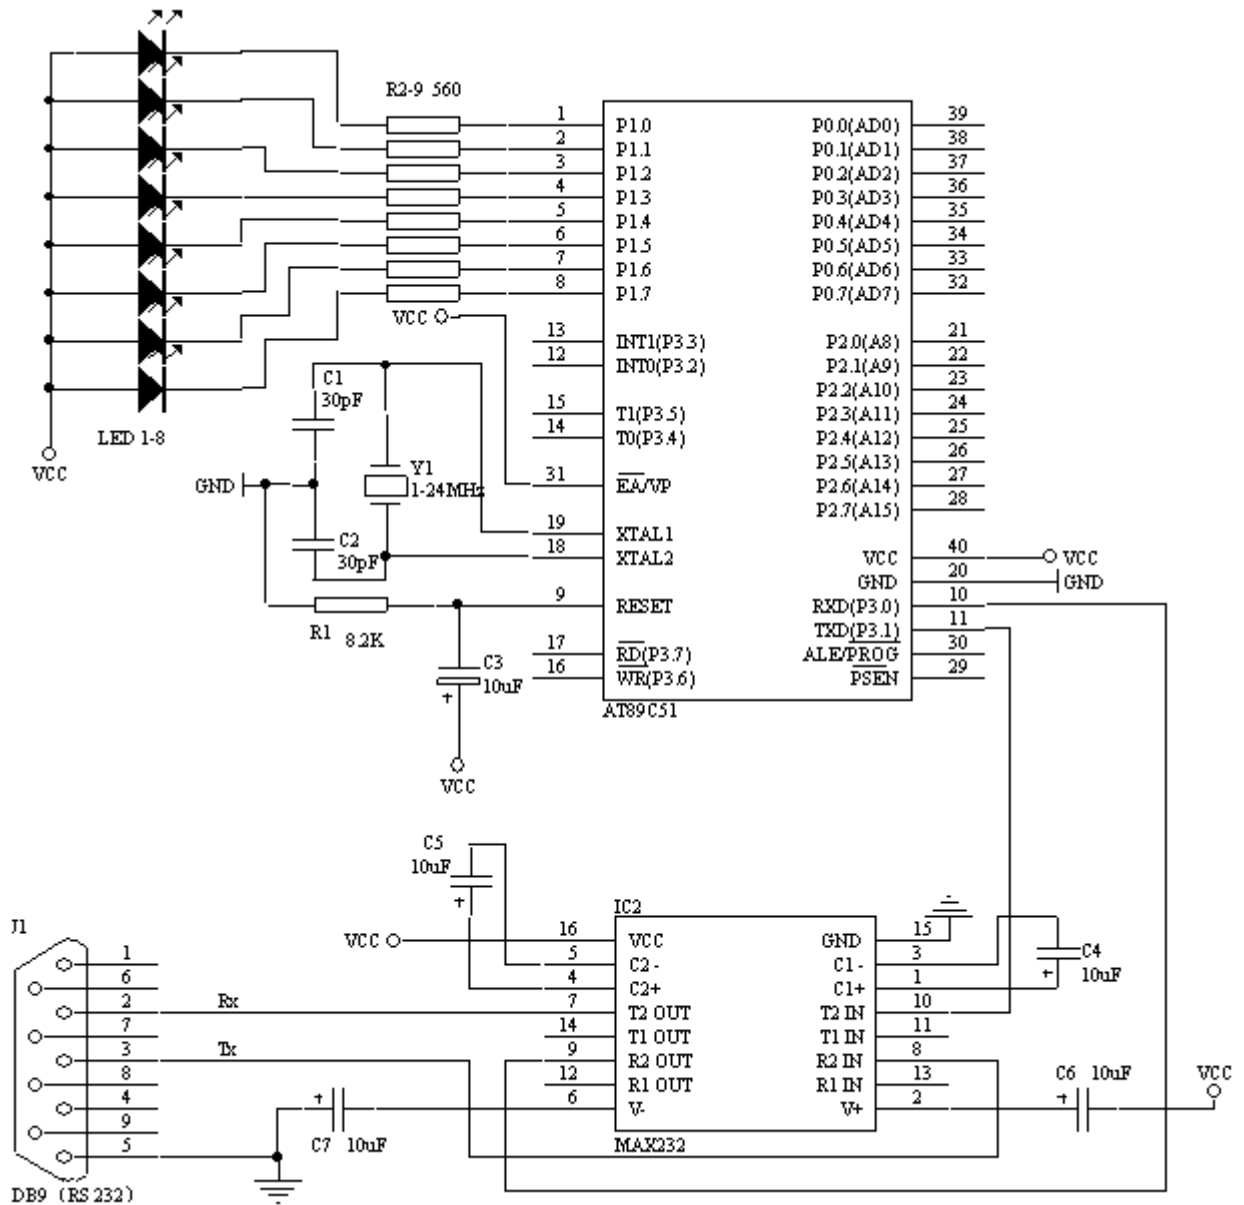 R2-9 560
1 P1.0 P0.0(AD0) 39
2 P1.1 P0.1(AD1) 38
3 P1.2 P0.2(AD2) 37
4 P1.3 P0.3(AD3) 36
5 P1.4 P0.4(AD4) 35
6 P1.5 P0.5(AD5) 34
7 P1.6 P0.6(AD6) 33
8 P1.7 P0.7(AD7) 32
VCC
13 INT1(P3.3) P2.0(A8) 21
12 INT0(P3.2) P2.1(A9) 22
P2.2(A10) 23
15 T1(P3.5) P2.3(A11) 24
14 T0(P3.4) P2.4(A12) 25
P2.5(A13) 26
31 EA/VP P2.6(A14) 27
P2.7(A15) 28
19 XTAL1
18 XTAL2 VCC 40 VCC
GND 20 GND
9 RESET RXD(P3.0) 10
TXD(P3.1) 11
17 RD(P3.7) ALE/PROG 30
16 WR(P3.6) PSEN 29
AT89C51
LED 1-8
VCC
C1
30pF
GND
Y1
1-24MHz
C2
30pF
R1 8.2K
C3
+ 10uF
VCC
C5
10uF
+
IC2
VCC 16 VCC GND 15
5 C2 - C1 - 3
4 C2+ C1+ 1
7 T2 OUT T2 IN 10
14 T1 OUT T1 IN 11
9 R2 OUT R2 IN 8
12 R1 OUT R1 IN 13
6 V- V+ 2
MAX232
C4
+ 10uF
C6 10uF
+
VCC
J1
1
6
2 Rx
7
3 Tx
8
4
9
5
+
C7 10uF
DB9 (RS 232)